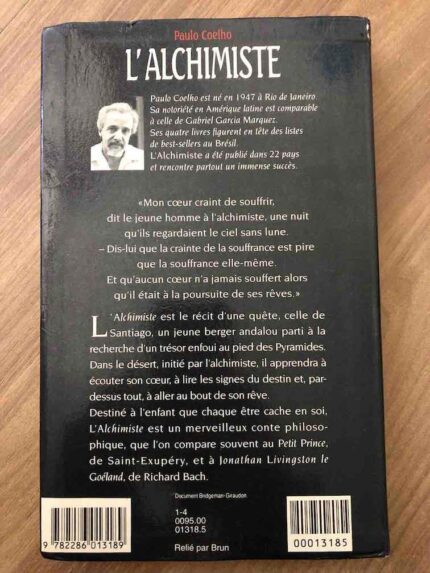 Paulo Coelho
L'ALCHIMISTE
Paulo Coelho est né en 1947 à Rio de Janeiro.
Sa notoriété en Amérique latine est comparable
à celle de Gabriel Garcia Marquez.
Ses quatre livres figurent en tête des listes
de best-sellers au Brésil.
L'Alchimiste a été publié dans 22 pays
et rencontre partout un immense succès.
«Mon cœur craint de souffrir,
dit le jeune homme à l'alchimiste, une nuit
qu'ils regardaient le ciel sans lune.
– Dis-lui que la crainte de la souffrance est pire
que la souffrance elle-même.
Et qu'aucun cœur n'a jamais souffert alors
qu'il était à la poursuite de ses rêves.»
L'Alchimiste est le récit d'une quête, celle de
Santiago, un jeune berger andalou parti à la
recherche d'un trésor enfoui au pied des Pyramides.
Dans le désert, initié par l'alchimiste, il apprendra à
écouter son cœur, à lire les signes du destin et, par-
dessus tout, à aller au bout de son rêve.
Destiné à l'enfant que chaque être cache en soi,
L'Alchimiste est un merveilleux conte philoso-
phique, que l'on compare souvent au Petit Prince,
de Saint-Exupéry, et à Jonathan Livingston le
Goéland, de Richard Bach.
Document Bridgeman-Giraudon
1-4
0095.00
01318.5
Relié par Brun
9 782286 013189
00013185